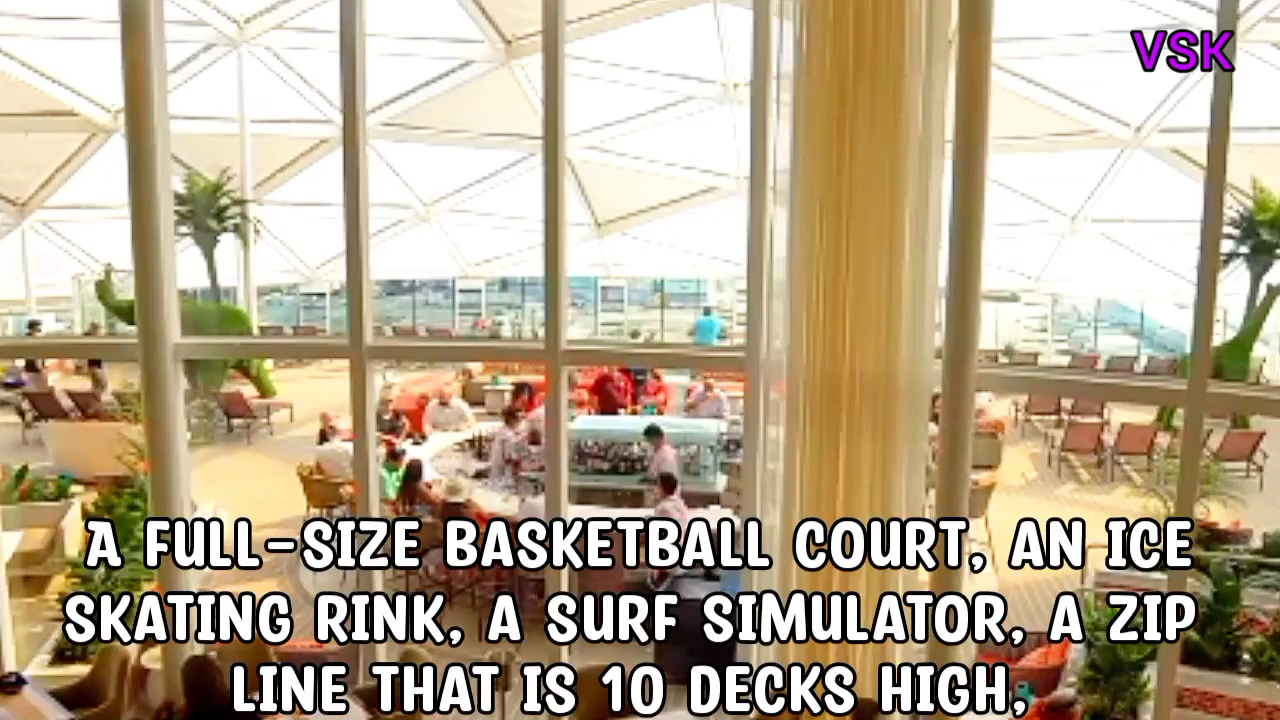 VSK
A FULL-SIZE BASKETBALL COURT, AN ICE
SKATING RINK, A SURF SIMULATOR, A ZIP
LINE THAT IS 10 DECKS HIGH,